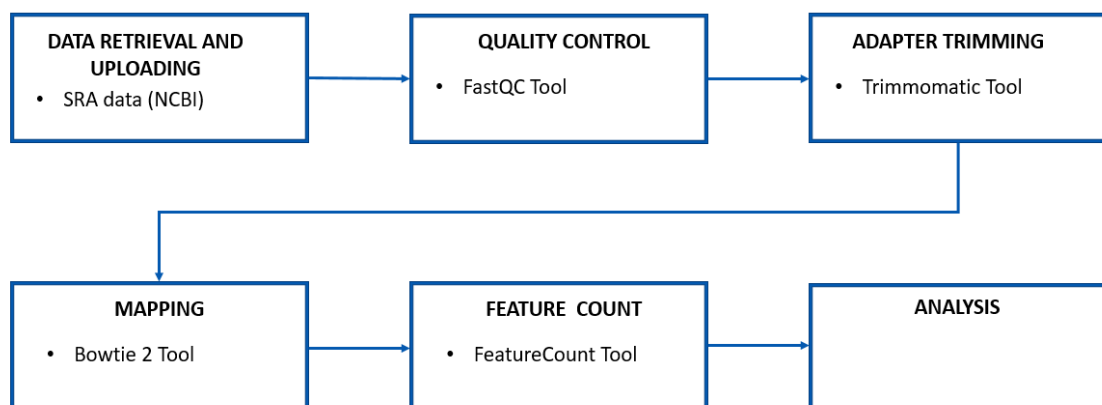 DATA RETRIEVAL AND
UPLOADING
• SRA data (NCBI)
QUALITY CONTROL
• FastQC Tool
ADAPTER TRIMMING
• Trimmomatic Tool
MAPPING
• Bowtie 2 Tool
FEATURE COUNT
• FeatureCount Tool
ANALYSIS